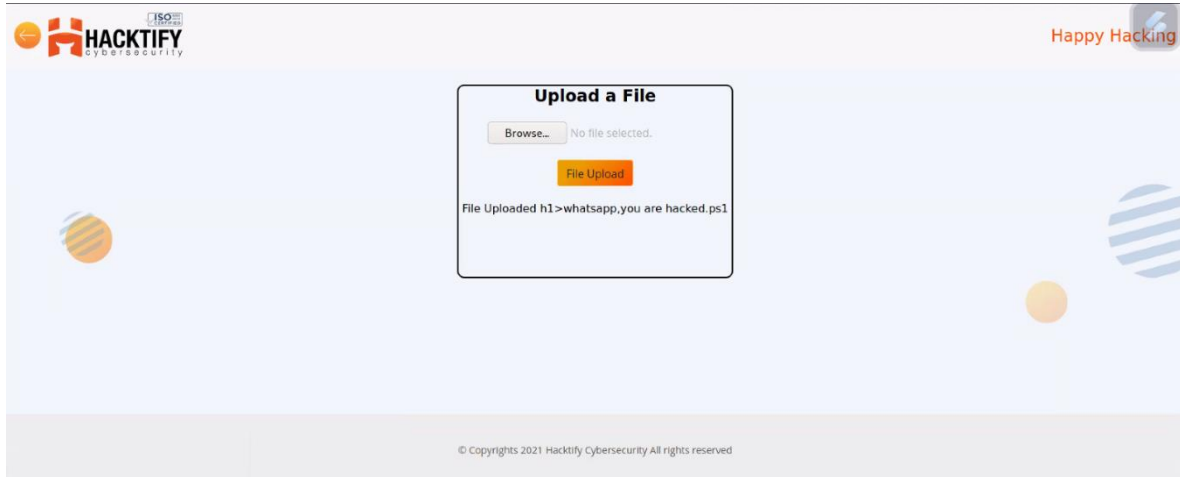 ISO
HACKTIFY
cybersecurity
Happy Hacking
Upload a File
Browse... No file selected.
File Upload
File Uploaded h1>whatsapp,you are hacked.ps1
© Copyrights 2021 Hacktify Cybersecurity All rights reserved